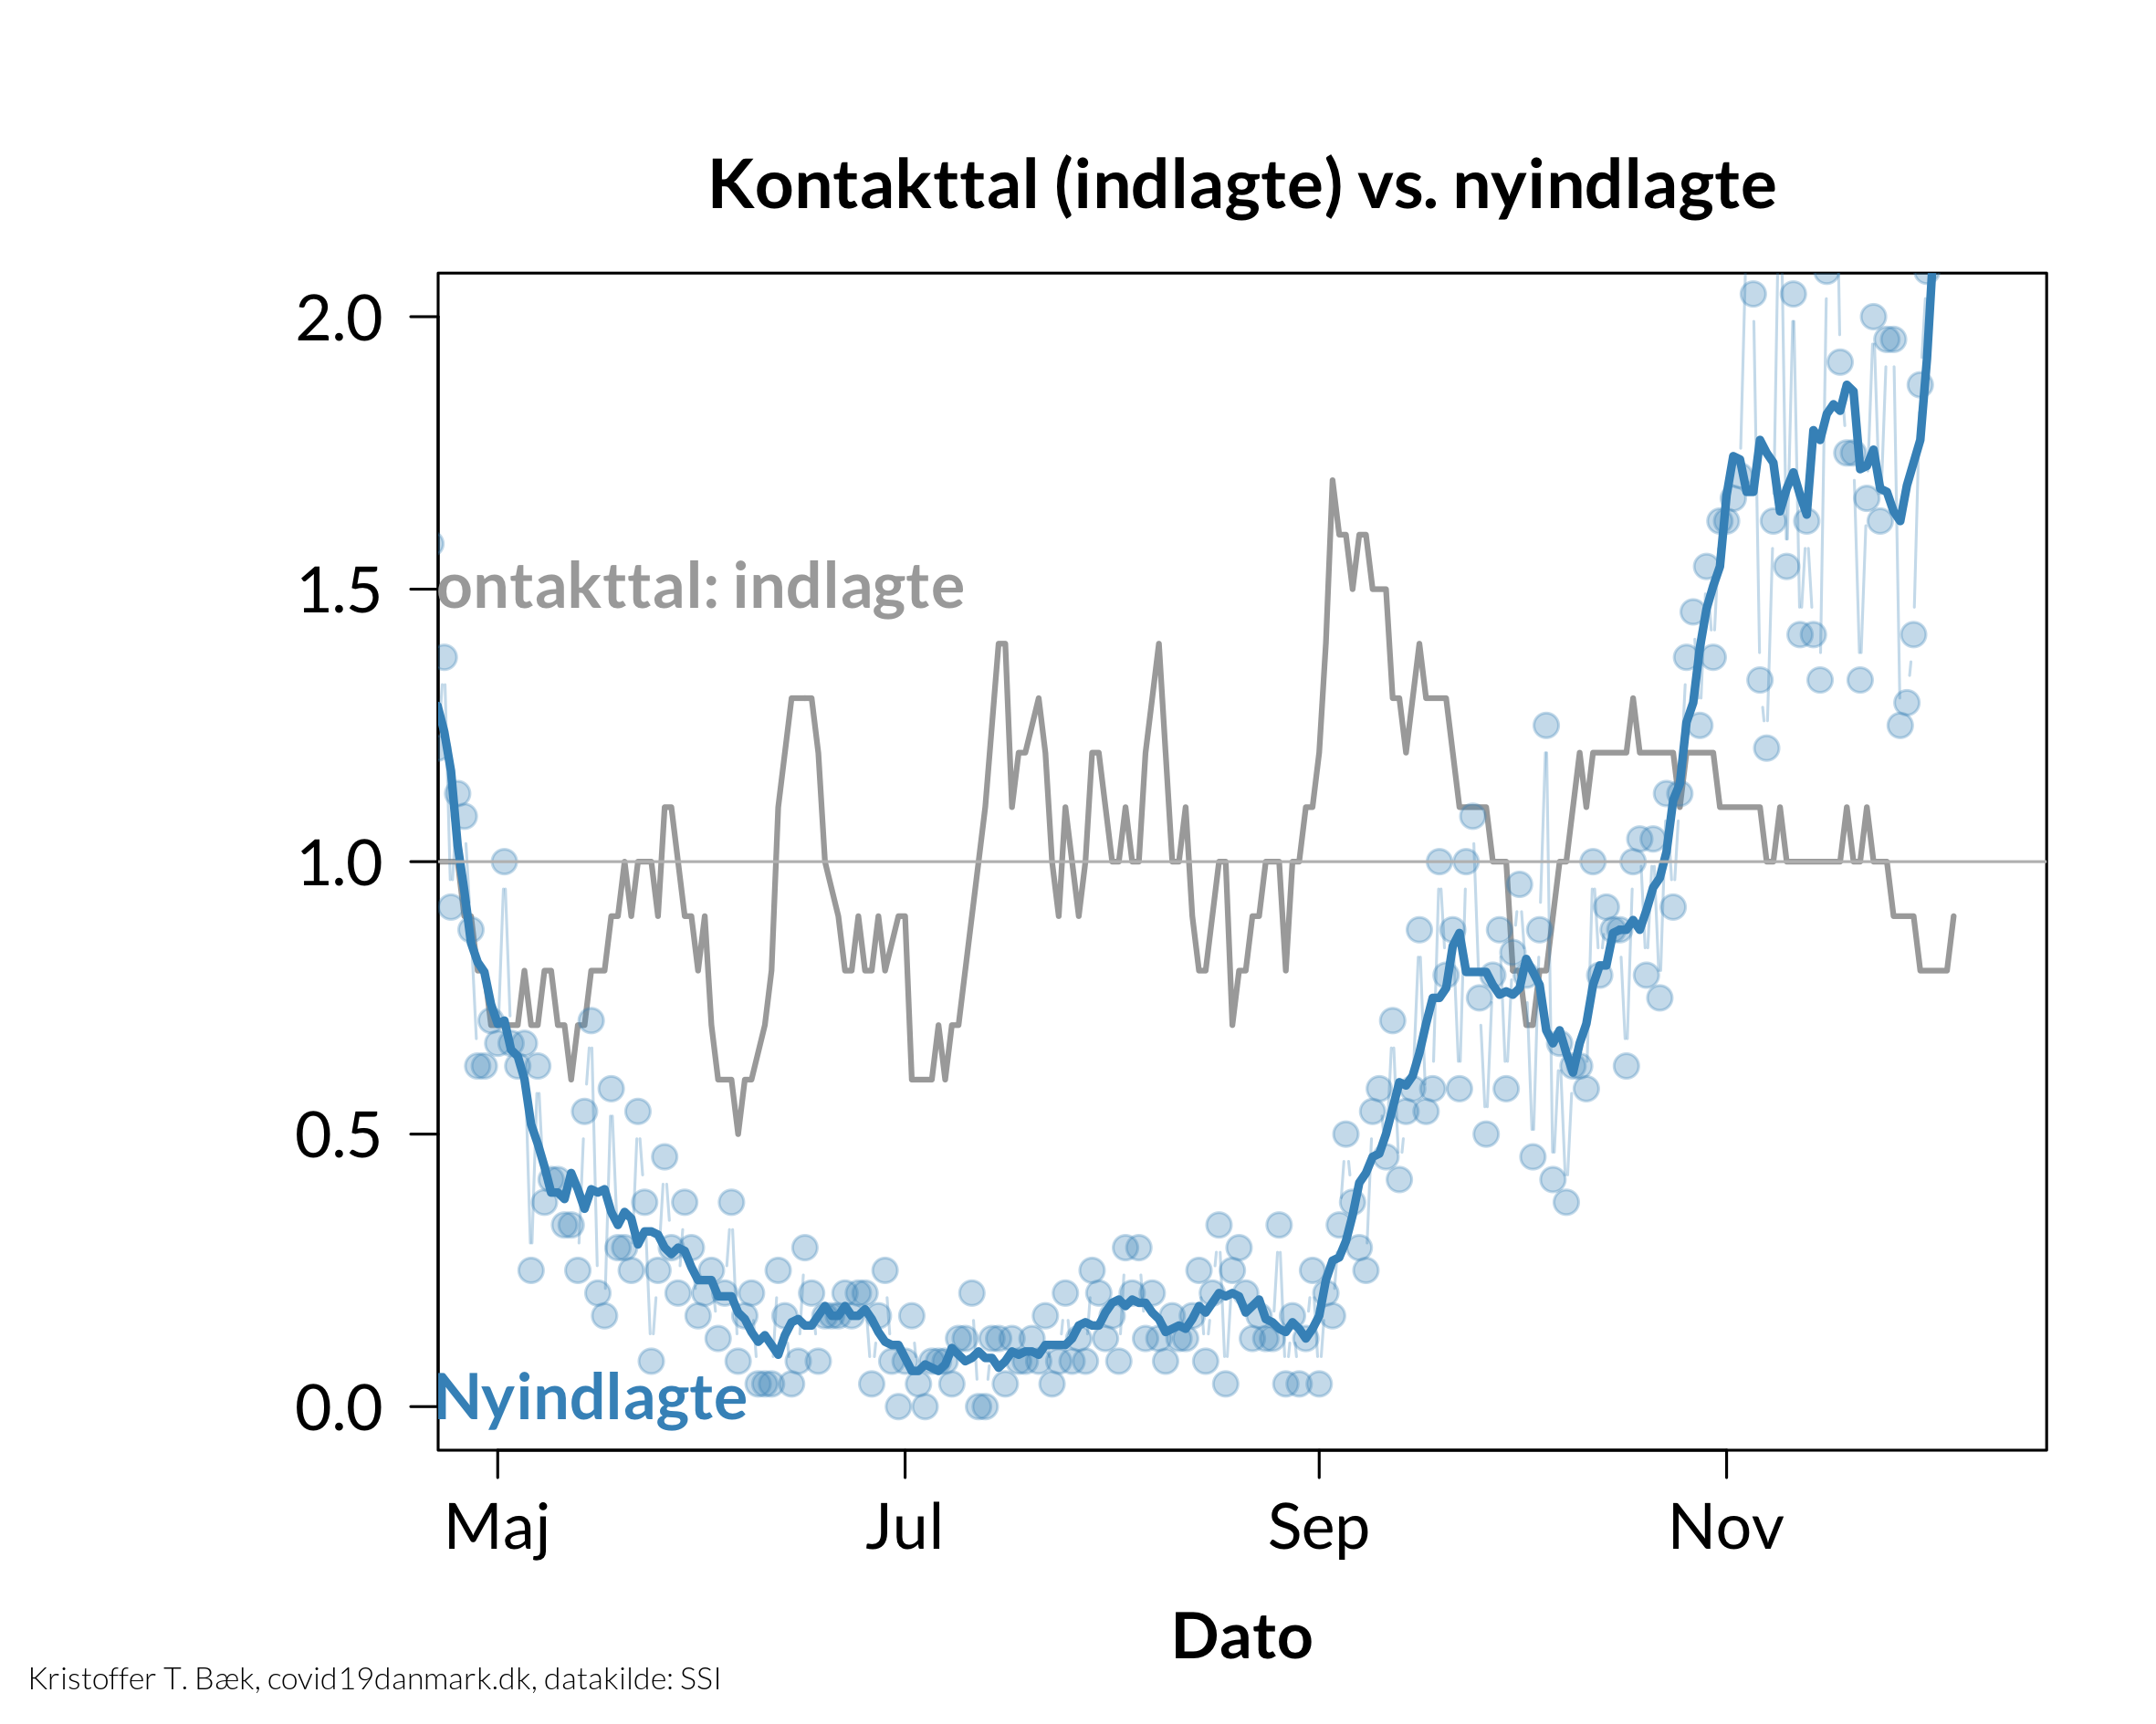 Kontakttal (indlagte) vs. nyindlagte
2.0
1.5
1.0
0.5
0.0
ontakttal: indlagte
Nyindlagte
Maj Jul Sep Nov
Dato
Kristoffer T. Bæk, covid19danmark.dk, datakilde: SSI